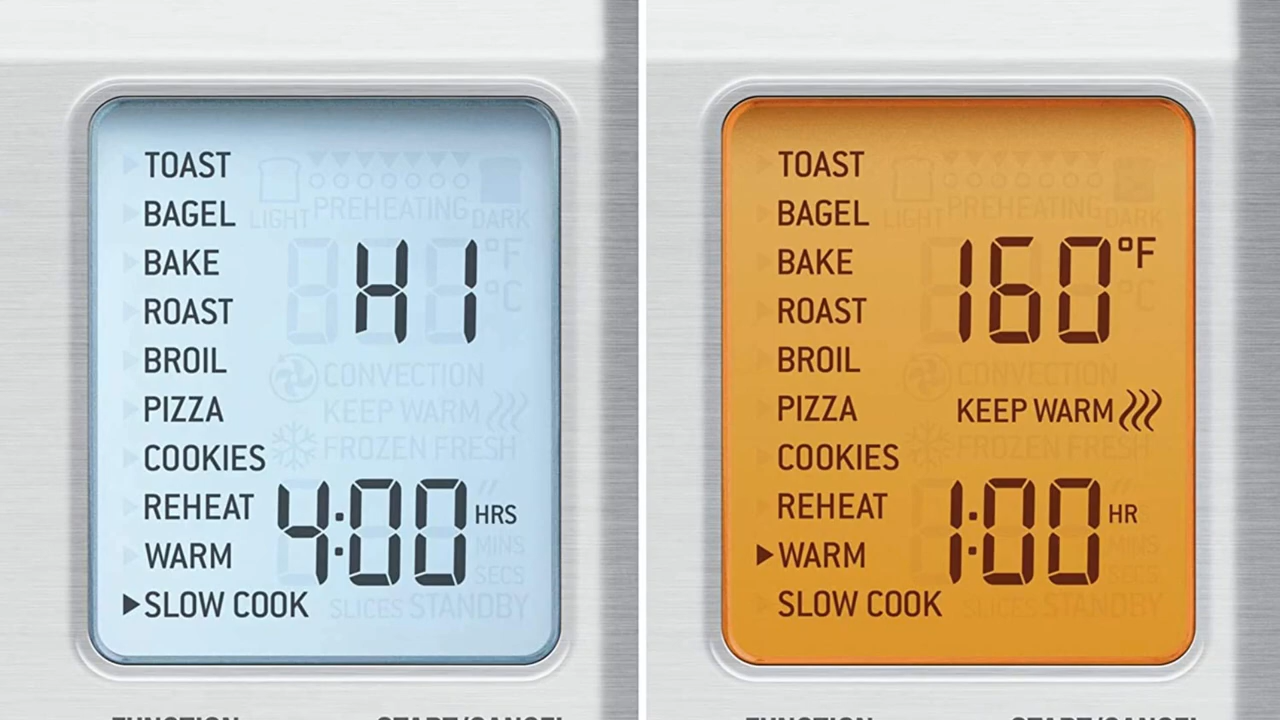 TOAST
BAGEL
BAKE
ROAST
BROIL
PIZZA
COOKIES
REHEAT
WARM
SLOW COOK
LIGHT
PREHEATING
DARK
HI
°F
°C
CONVECTION
KEEP WARM
FROZEN FRESH
4:00 HRS
MINS
SECS
SLICES STANDBY
FUNCTION
START/CANCEL
TOAST
BAGEL
BAKE
ROAST
BROIL
PIZZA
COOKIES
REHEAT
WARM
SLOW COOK
LIGHT
PREHEATING
DARK
160 °F
°C
CONVECTION
KEEP WARM
FROZEN FRESH
1:00 HR
MINS
SECS
SLICES STANDBY
FUNCTION
START/CANCEL